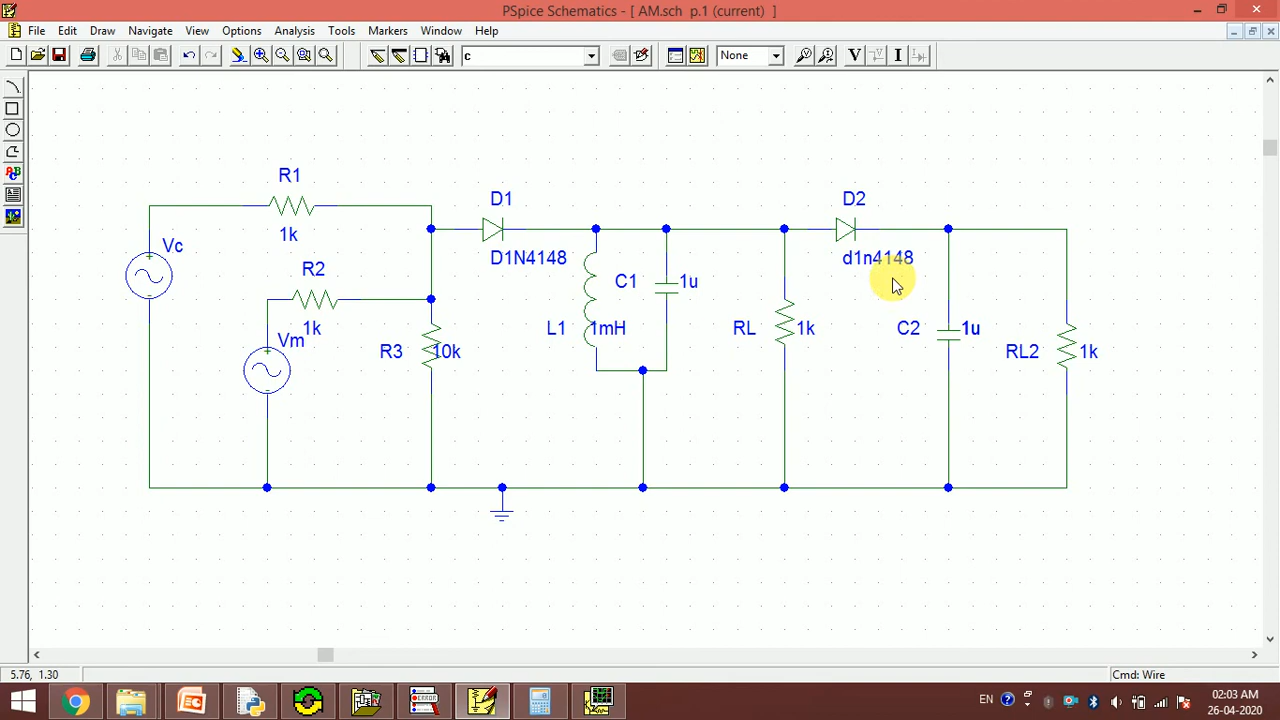 PSpice Schematics - [ AM.sch p.1 (current) ]
File Edit Draw Navigate View Options Analysis Tools Markers Window Help
c None V V I
R1
D1
D2
1k
Vc
D1N4148
d1n4148
R2
C1 1u
1k
Vm
L1 1mH
RL 1k
C2 1u
R3 10k
RL2 1k
5.76, 1.30 Cmd: Wire
ERROR
EN 02:03 AM
26-04-2020